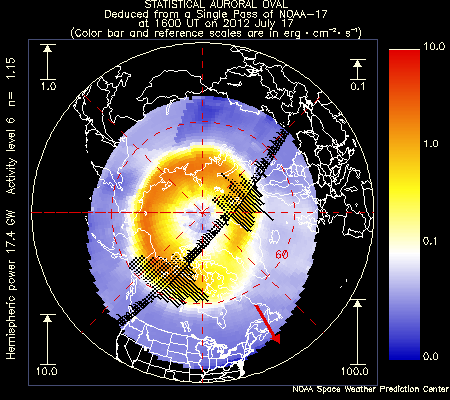 STATISTICAL AURORAL OVAL
Deduced from a Single Pass of NOAA-17
at 1600 UT on 2012 July 17
(Color bar and reference scales are in erg · cm⁻² · s⁻¹)
Hemispheric power 17.4 GW Activity level 6 n= 1.15
1.0
0.1
10.0
100.0
60
10.0
1.0
0.1
0.0
NOAA Space Weather Prediction Center